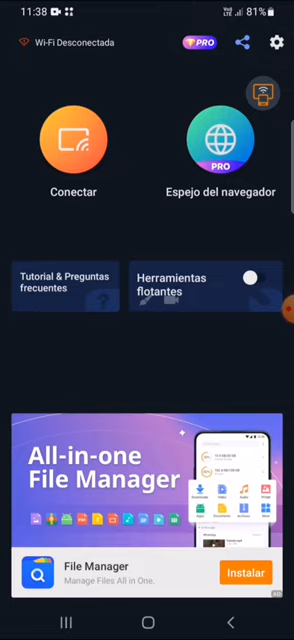 11:38
81%
Wi-Fi Desconectada
PRO
Conectar
PRO
Espejo del navegador
Tutorial & Preguntas
frecuentes
Herramientas
flotantes
All-in-one
File Manager
File Manager
Manage Files All in One.
Instalar
AD